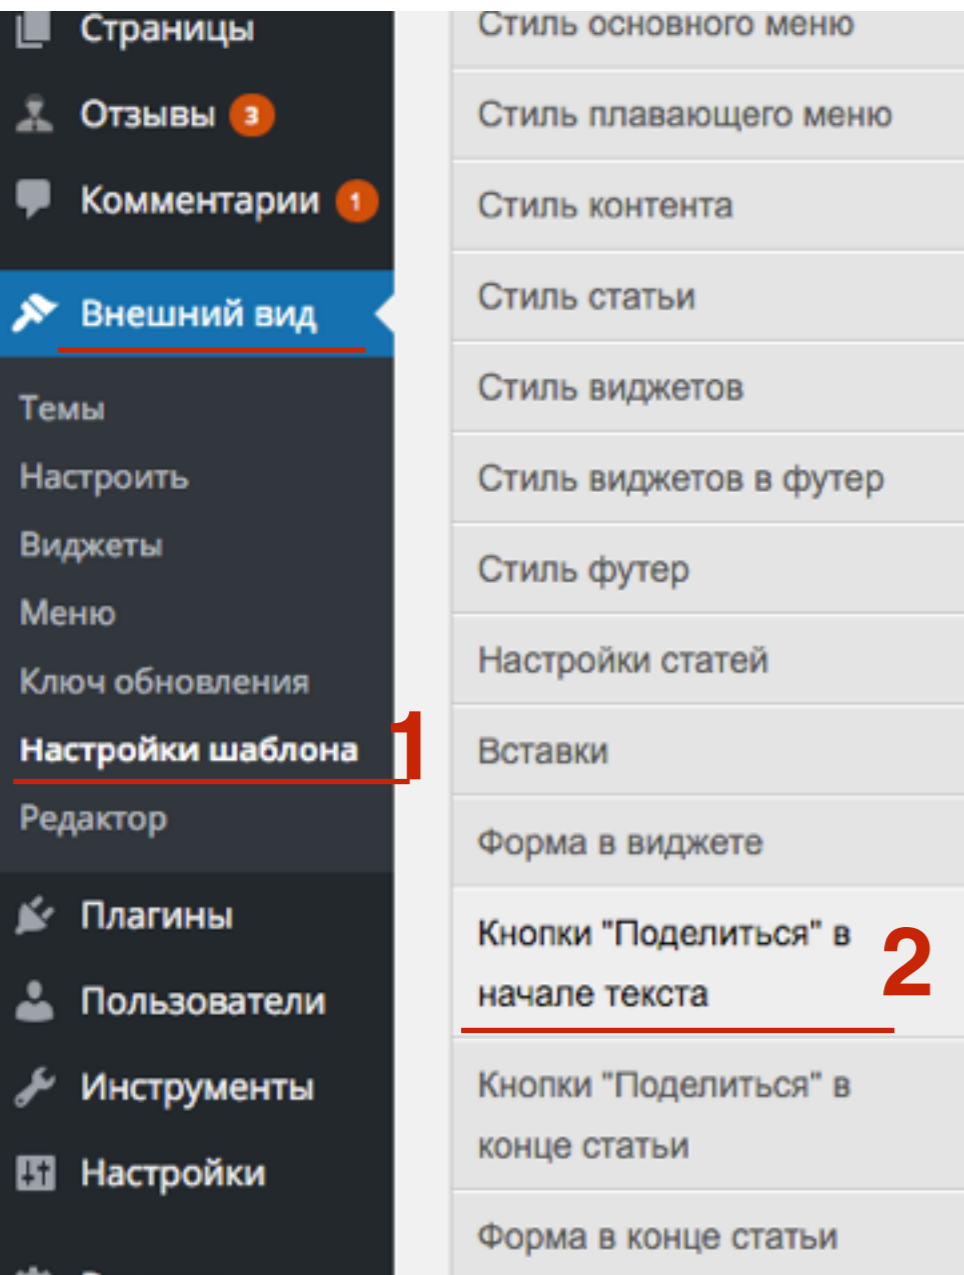 Страницы
Отзывы 3
Комментарии 1
Внешний вид
Темы
Настроить
Виджеты
Меню
Ключ обновления
Настройки шаблона 1
Редактор
Плагины
Пользователи
Инструменты
Настройки
Стиль основного меню
Стиль плавающего меню
Стиль контента
Стиль статьи
Стиль виджетов
Стиль виджетов в футер
Стиль футер
Настройки статей
Вставки
Форма в виджете
Кнопки "Поделиться" в
начале текста
2
Кнопки "Поделиться" в
конце статьи
Форма в конце статьи